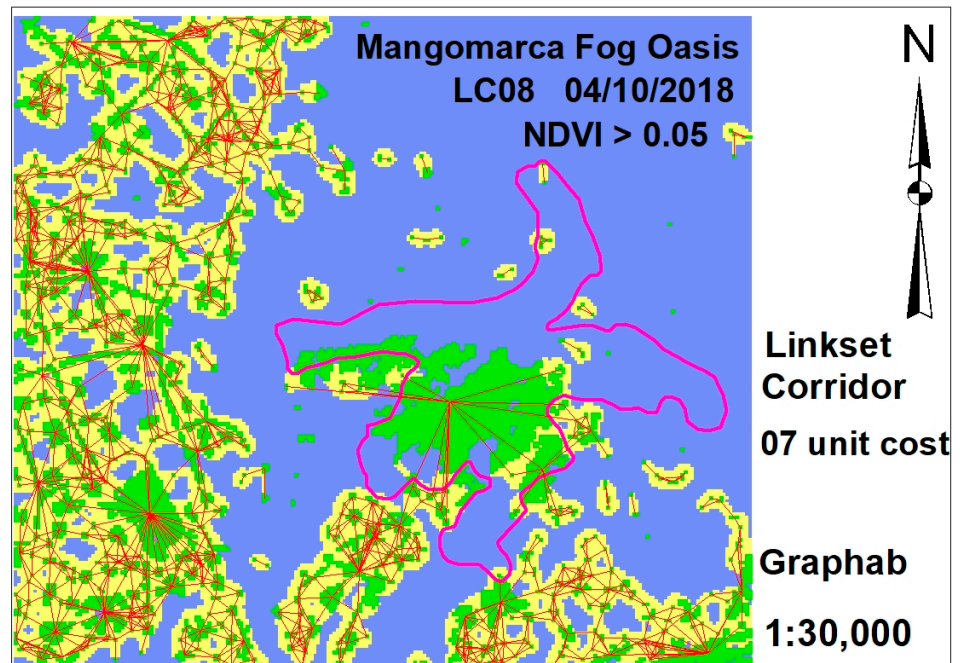 Mangomarca Fog Oasis
LC08 04/10/2018
NDVI > 0.05
N
Linkset
Corridor
07 unit cost
Graphab
1:30,000